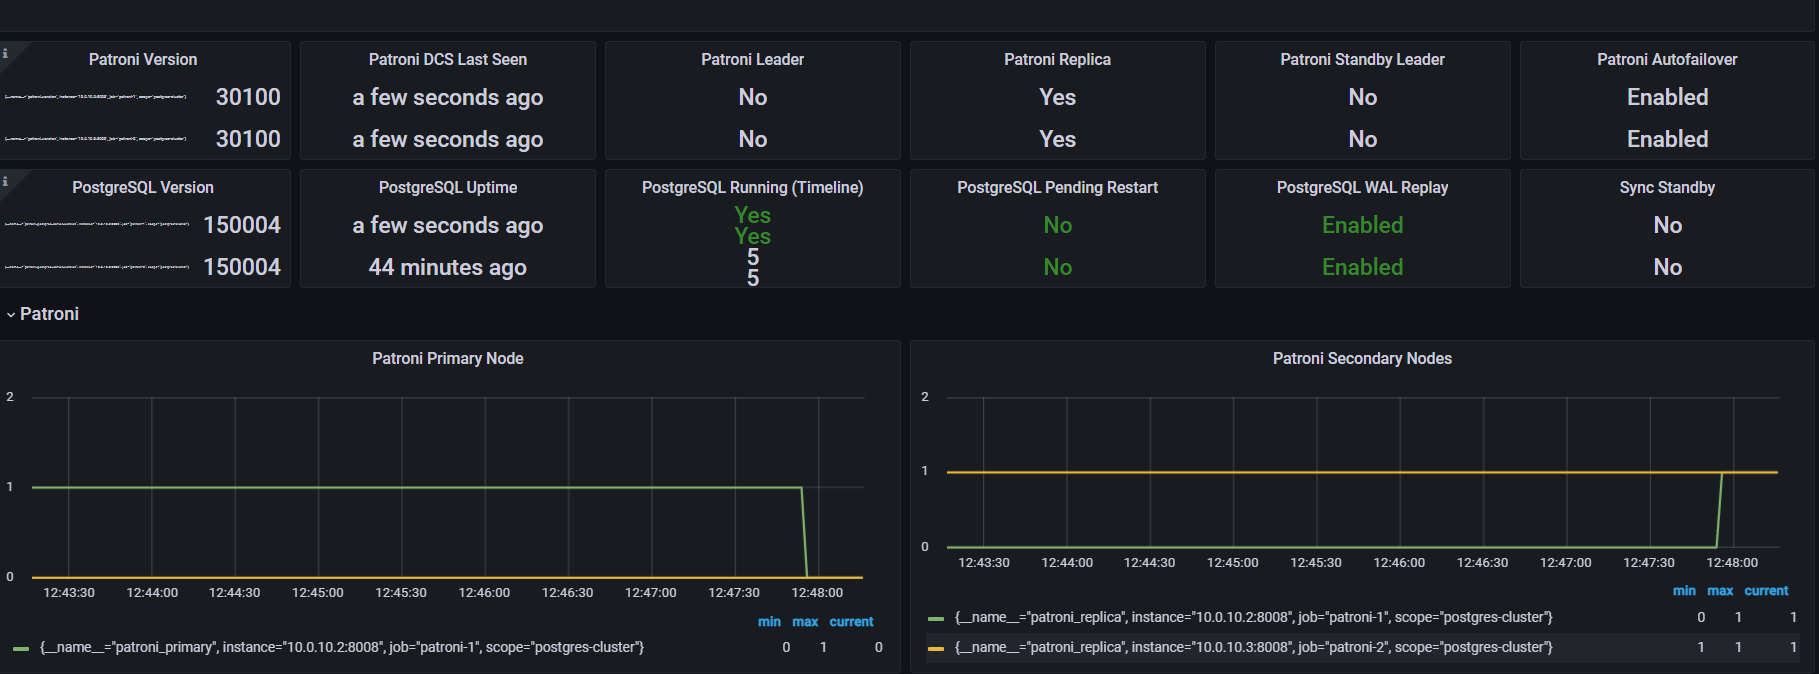 Patroni Version
Patroni DCS Last Seen
Patroni Leader
Patroni Replica
Patroni Standby Leader
Patroni Autofailover
30100
a few seconds ago
No
Yes
No
Enabled
30100
a few seconds ago
No
Yes
No
Enabled
PostgreSQL Version
PostgreSQL Uptime
PostgreSQL Running (Timeline)
PostgreSQL Pending Restart
PostgreSQL WAL Replay
Sync Standby
150004
a few seconds ago
Yes
Yes
No
Enabled
No
150004
44 minutes ago
5
5
No
Enabled
No
Patroni
Patroni Primary Node
2
1
0
12:43:30 12:44:00 12:44:30 12:45:00 12:45:30 12:46:00 12:46:30 12:47:00 12:47:30 12:48:00
min max current
{__name__="patroni_primary", instance="10.0.10.2:8008", job="patroni-1", scope="postgres-cluster"} 0 1 0
Patroni Secondary Nodes
2
1
0
12:43:30 12:44:00 12:44:30 12:45:00 12:45:30 12:46:00 12:46:30 12:47:00 12:47:30 12:48:00
min max current
{__name__="patroni_replica", instance="10.0.10.2:8008", job="patroni-1", scope="postgres-cluster"} 0 1 1
{__name__="patroni_replica", instance="10.0.10.3:8008", job="patroni-2", scope="postgres-cluster"} 1 1 1